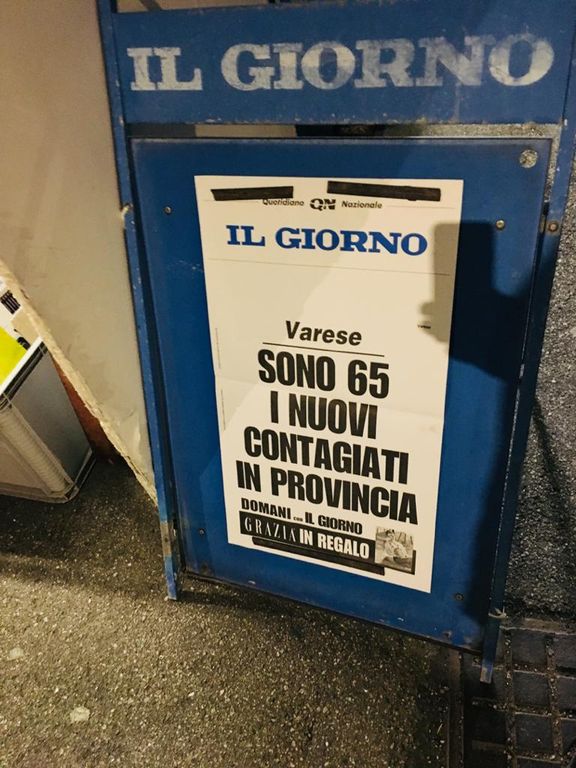 IL GIORNO
Quotidiano QN Nazionale
IL GIORNO
Varese
SONO 65
I NUOVI
CONTAGIATI
IN PROVINCIA
DOMANI con IL GIORNO
GRAZIA IN REGALO